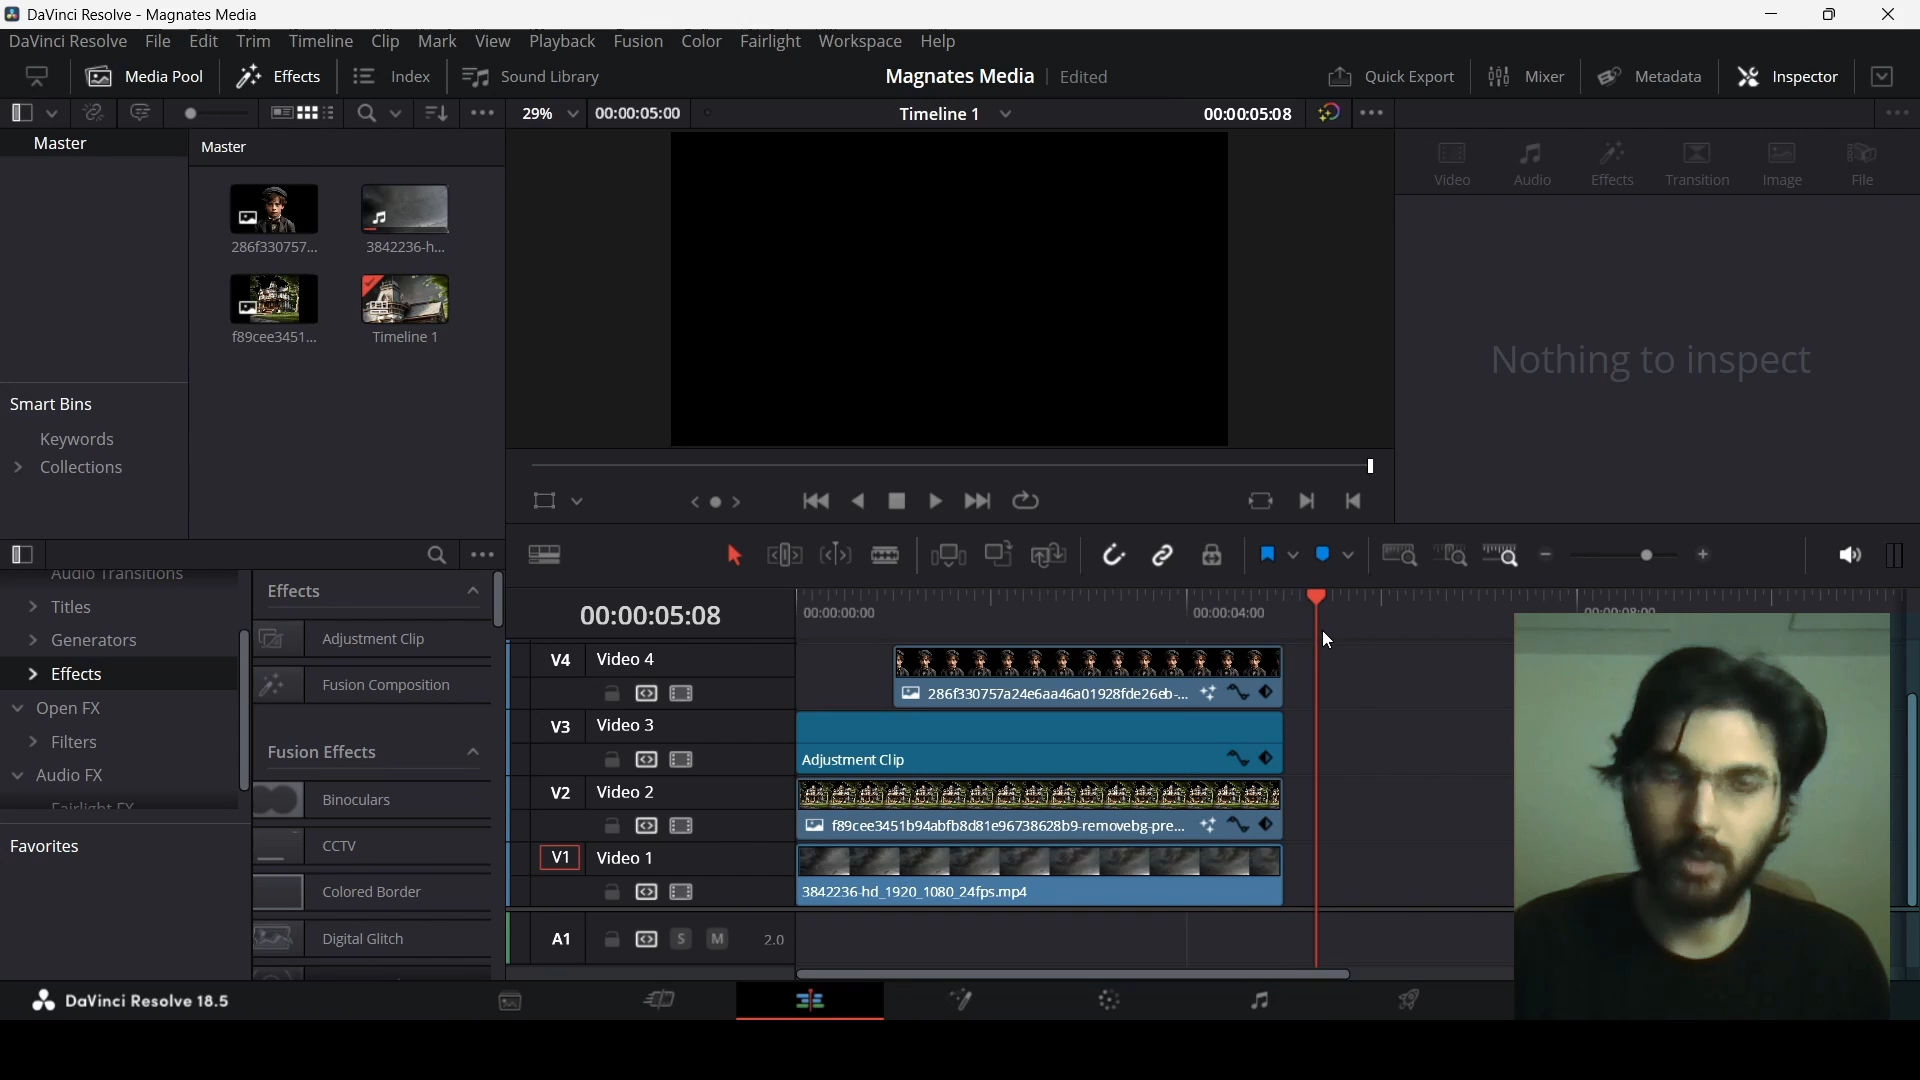 DaVinci Resolve - Magnates Media
DaVinci Resolve File Edit Trim Timeline Clip Mark View Playback Fusion Color Fairlight Workspace Help
Media Pool Effects Index Sound Library Magnates Media Edited Quick Export Mixer Metadata Inspector
29% 00:00:05:00 Timeline 1 00:00:05:08
Master Master
Video Audio Effects Transition Image File
286f330757... 3842236-h...
f89cee3451... Timeline 1
Nothing to inspect
Smart Bins
Keywords
Collections
Audio Transitions
Titles
Generators
Effects
Open FX
Filters
Audio FX
Fairlight FX
Favorites
Effects
Adjustment Clip
Fusion Composition
Fusion Effects
Binoculars
CCTV
Colored Border
Digital Glitch
00:00:05:08 00:00:00:00 00:00:04:00 00:00:08:00
V4 Video 4
286f330757a24e6aa46a01928fde26eb-...
V3 Video 3
Adjustment Clip
V2 Video 2
f89cee3451b94abfb8d81e96738628b9-removebg-pre...
V1 Video 1
3842236-hd_1920_1080_24fps.mp4
A1 S M 2.0
DaVinci Resolve 18.5